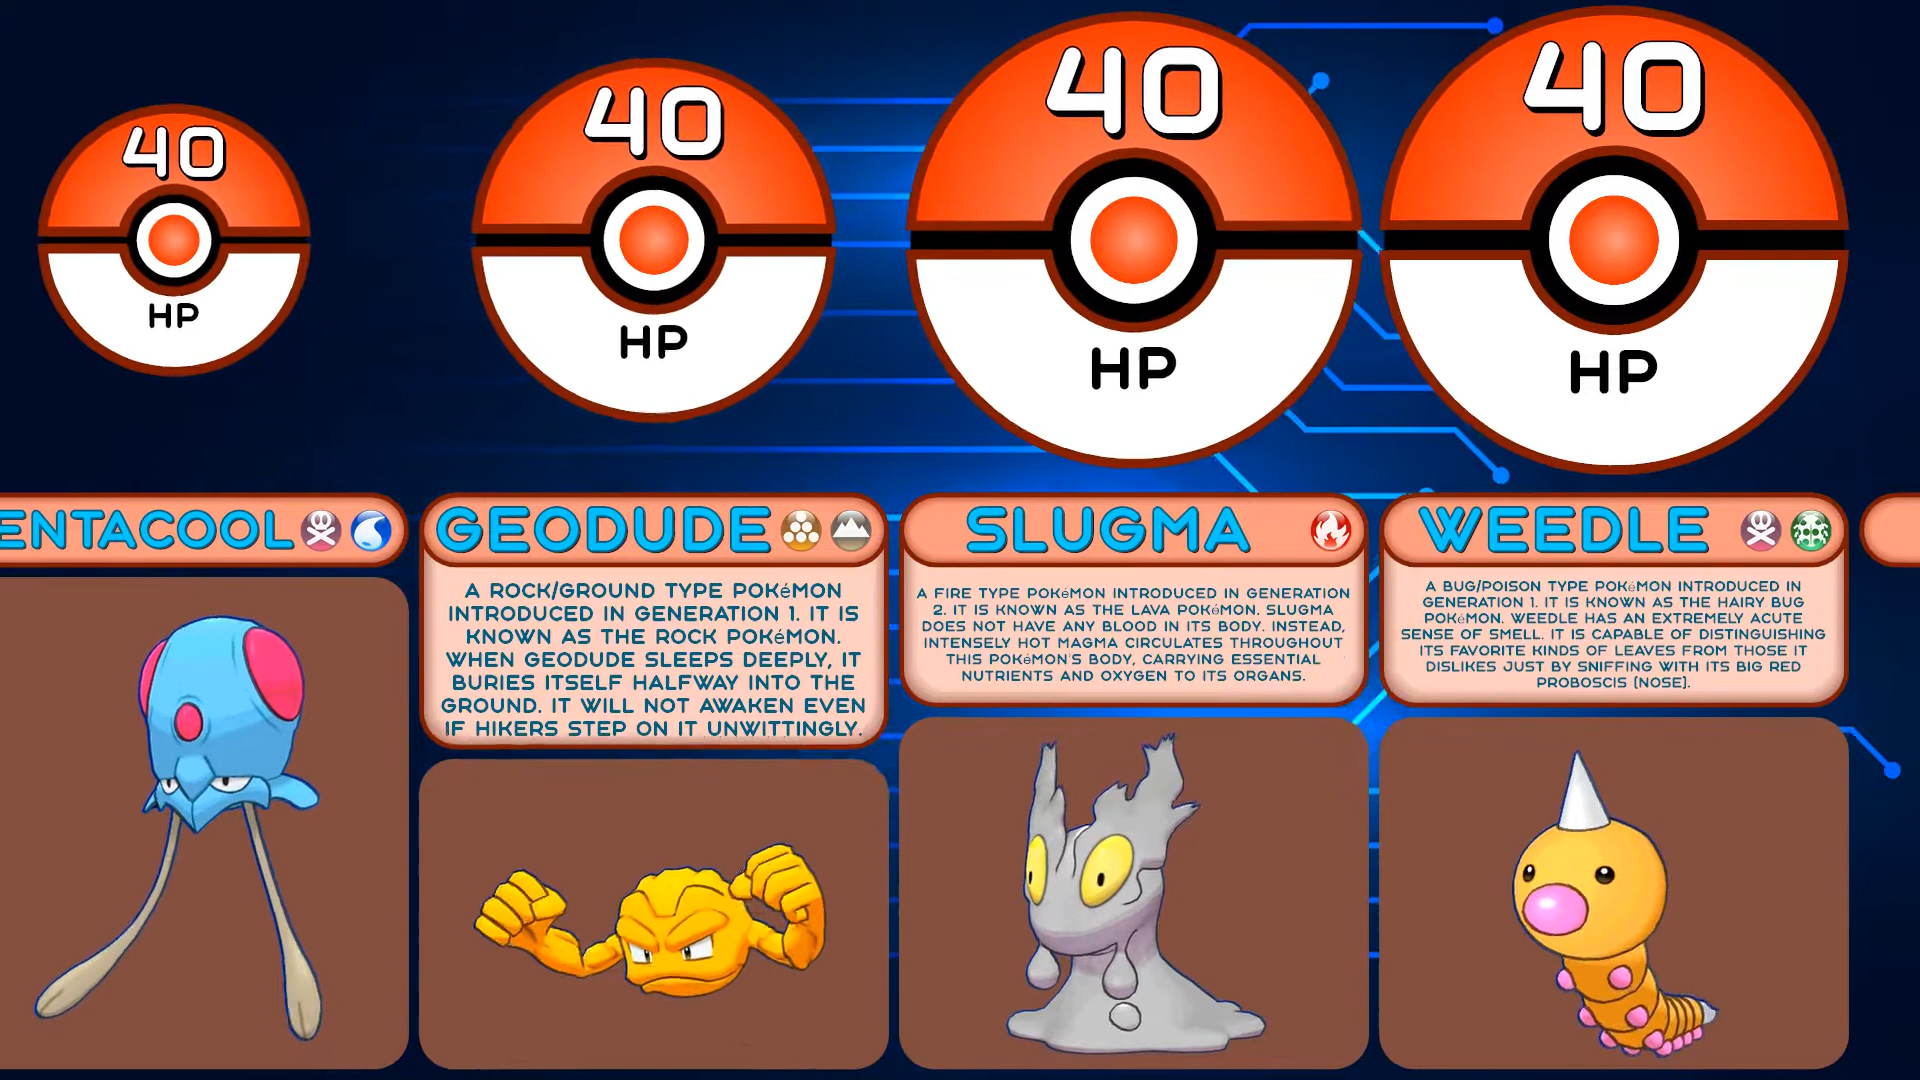 40
HP
40
HP
40
HP
40
HP
ENTACOOL
GEODUDE
A ROCK/GROUND TYPE POKéMON
INTRODUCED IN GENERATION 1. IT IS
KNOWN AS THE ROCK POKéMON.
WHEN GEODUDE SLEEPS DEEPLY, IT
BURIES ITSELF HALFWAY INTO THE
GROUND. IT WILL NOT AWAKEN EVEN
IF HIKERS STEP ON IT UNWITTINGLY.
SLUGMA
A FIRE TYPE POKéMON INTRODUCED IN GENERATION
2. IT IS KNOWN AS THE LAVA POKéMON. SLUGMA
DOES NOT HAVE ANY BLOOD IN ITS BODY. INSTEAD,
INTENSELY HOT MAGMA CIRCULATES THROUGHOUT
THIS POKéMON'S BODY, CARRYING ESSENTIAL
NUTRIENTS AND OXYGEN TO ITS ORGANS.
WEEDLE
A BUG/POISON TYPE POKéMON INTRODUCED IN
GENERATION 1. IT IS KNOWN AS THE HAIRY BUG
POKéMON. WEEDLE HAS AN EXTREMELY ACUTE
SENSE OF SMELL. IT IS CAPABLE OF DISTINGUISHING
ITS FAVORITE KINDS OF LEAVES FROM THOSE IT
DISLIKES JUST BY SNIFFING WITH ITS BIG RED
PROBOSCIS (NOSE).